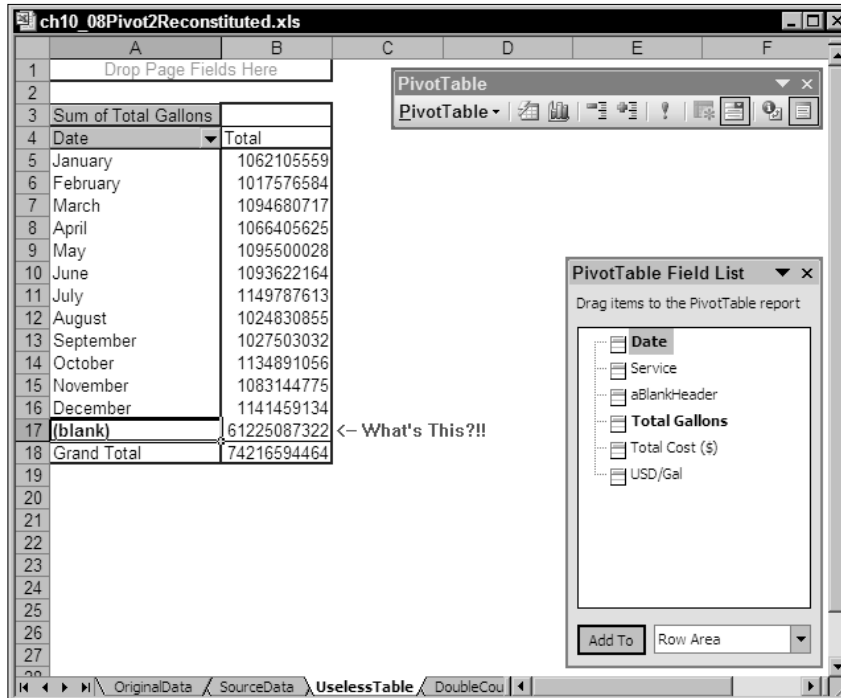 ch10_08Pivot2Reconstituted.xls
A B C D E F
1 Drop Page Fields Here
2
3 Sum of Total Gallons
4 Date Total
5 January 1062105559
6 February 1017576584
7 March 1094680717
8 April 1066405625
9 May 1095500028
10 June 1093622164
11 July 1149787613
12 August 1024830855
13 September 1027503032
14 October 1134891056
15 November 1083144775
16 December 1141459134
17 (blank) 61225087322 <-- What's This?!!
18 Grand Total 74216594464
19
20
21
22
23
24
25
26
27
28
PivotTable
PivotTable
PivotTable Field List
Drag items to the PivotTable report
Date
Service
aBlankHeader
Total Gallons
Total Cost ($)
USD/Gal
Add To Row Area
OriginalData SourceData UselessTable DoubleCou